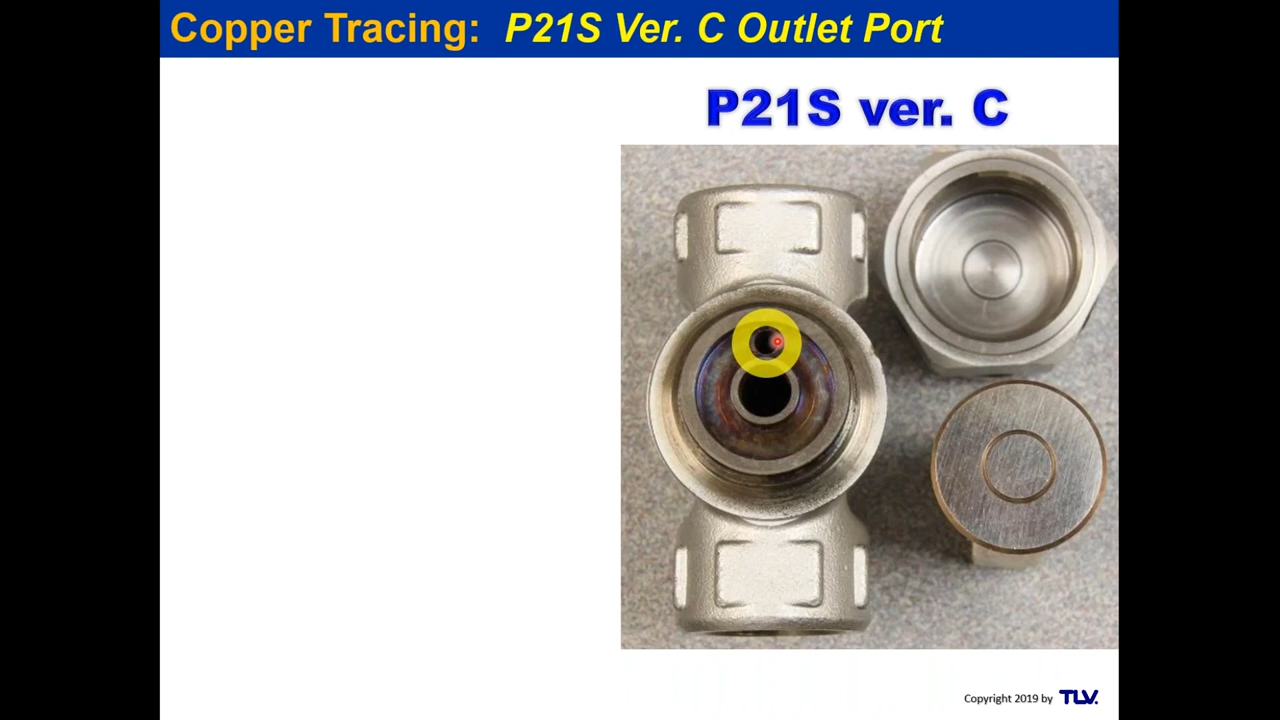 Copper Tracing: P21S Ver. C Outlet Port
P21S ver. C
Copyright 2019 by TLV.